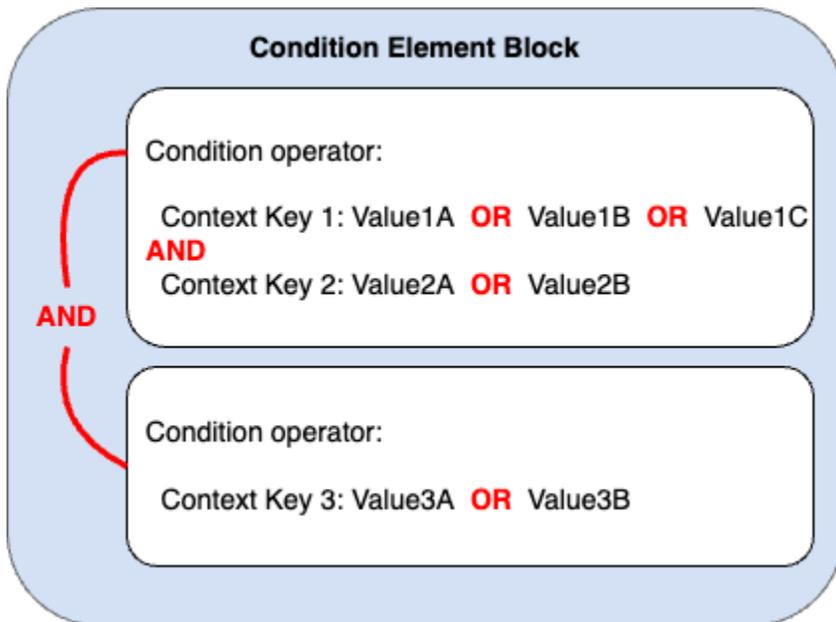 Condition Element Block
Condition operator:
Context Key 1: Value1A OR Value1B OR Value1C
AND
Context Key 2: Value2A OR Value2B
AND
Condition operator:
Context Key 3: Value3A OR Value3B